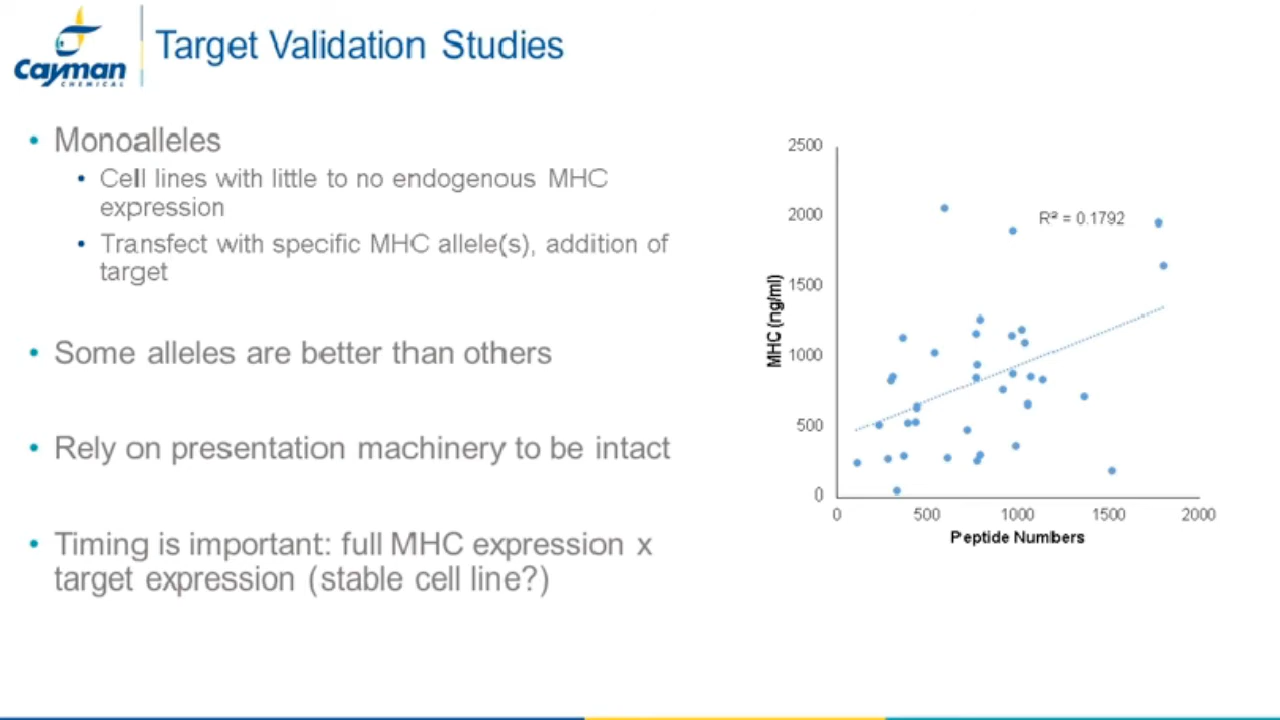 Cayman
CHEMICAL
Target Validation Studies
• Monoalleles
• Cell lines with little to no endogenous MHC
expression
• Transfect with specific MHC allele(s), addition of
target
• Some alleles are better than others
• Rely on presentation machinery to be intact
• Timing is important: full MHC expression x
target expression (stable cell line?)
2500
2000
1500
1000
500
0
MHC (ng/ml)
R² = 0.1792
0 500 1000 1500 2000
Peptide Numbers